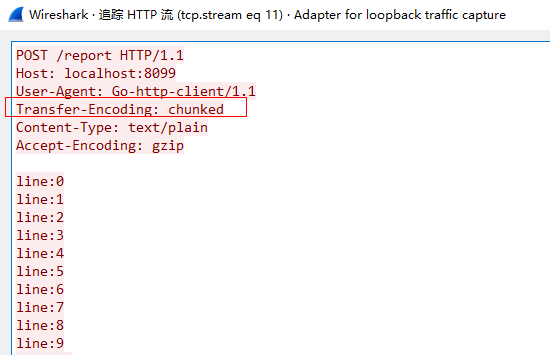 Wireshark · 追踪 HTTP 流 (tcp.stream eq 11) · Adapter for loopback traffic capture
POST /report HTTP/1.1
Host: localhost:8099
User-Agent: Go-http-client/1.1
Transfer-Encoding: chunked
Content-Type: text/plain
Accept-Encoding: gzip
line:0
line:1
line:2
line:3
line:4
line:5
line:6
line:7
line:8
line:9